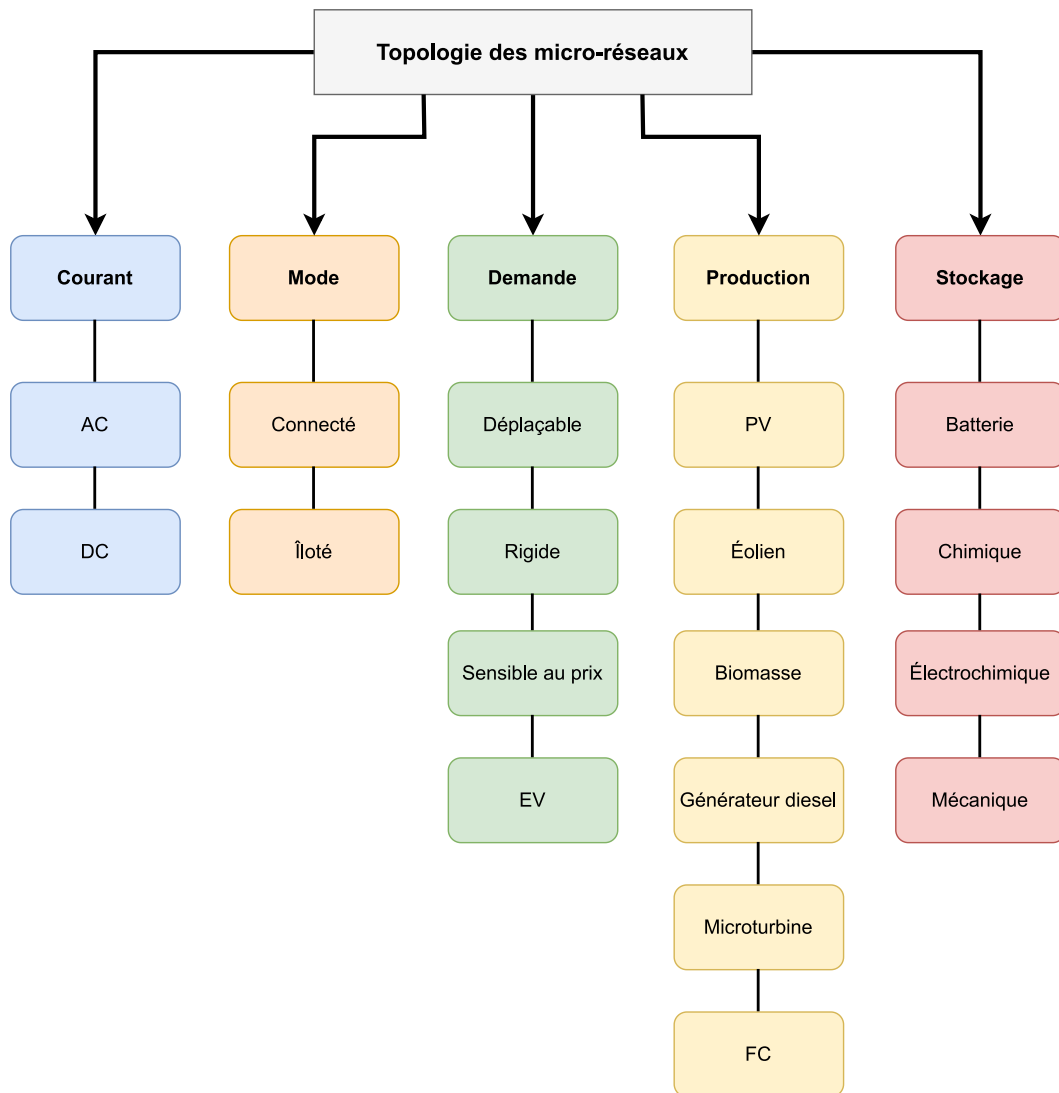 Topologie des micro-réseaux
Courant
Mode
Demande
Production
Stockage
AC
Connecté
Déplaçable
PV
Batterie
DC
Îloté
Rigide
Éolien
Chimique
Sensible au prix
Biomasse
Électrochimique
EV
Générateur diesel
Mécanique
Microturbine
FC